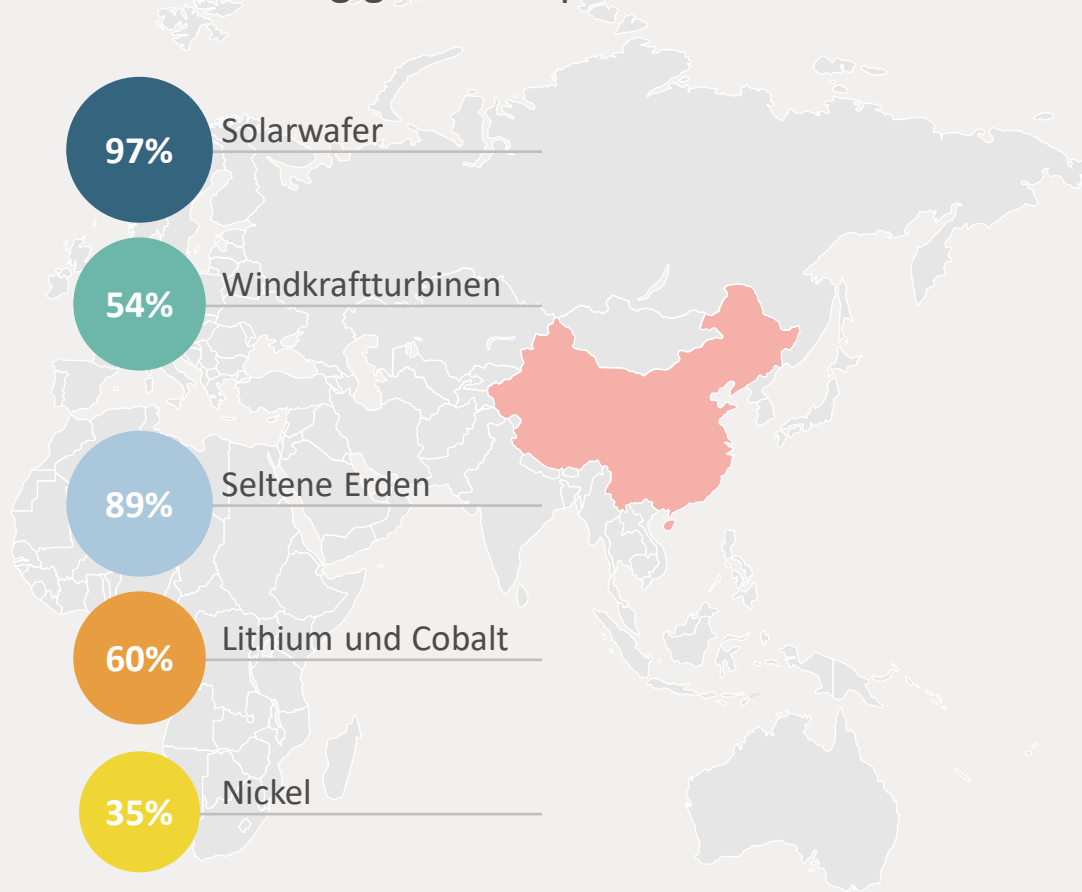 97%
Solarwafer
54%
Windkraftturbinen
89%
Seltene Erden
60%
Lithium und Cobalt
35%
Nickel